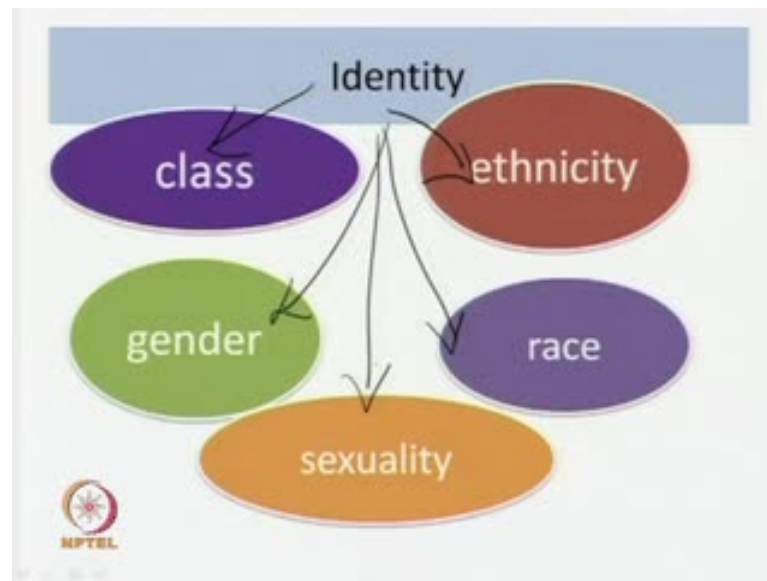 Identity
class
ethnicity
gender
race
sexuality
NPTEL